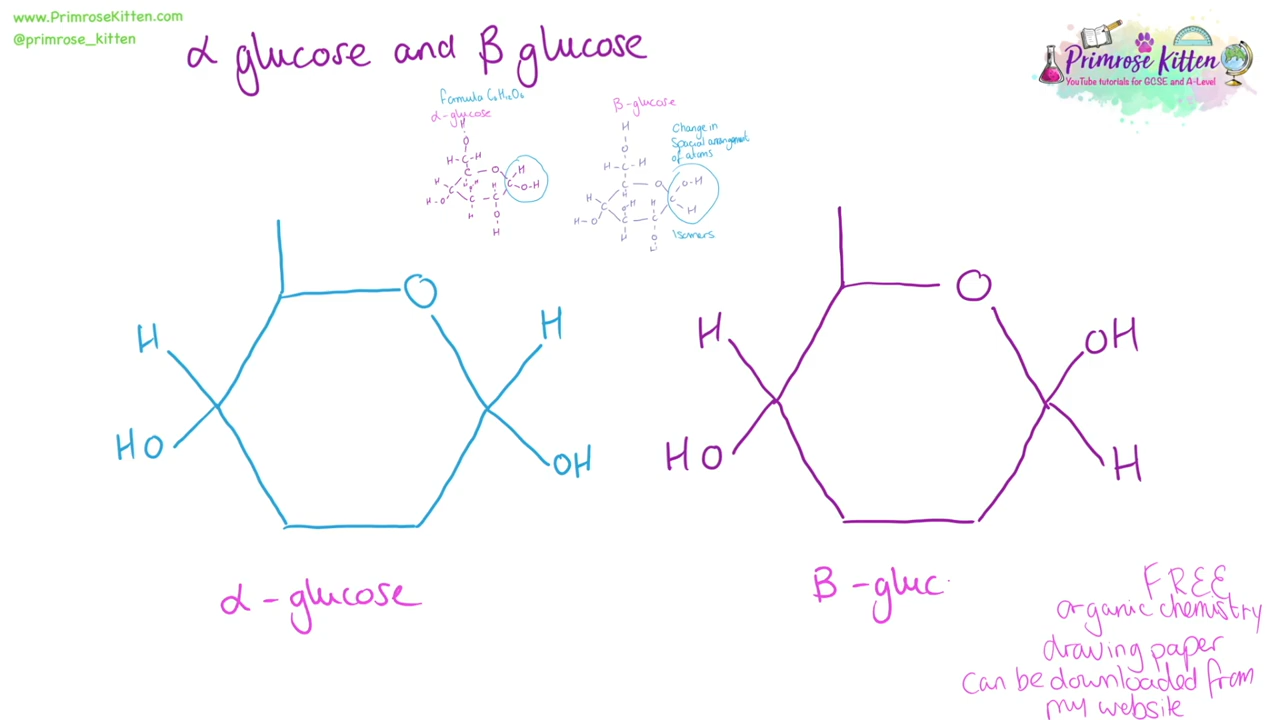 www.PrimroseKitten.com
@primrose_kitten
α glucose and β glucose
Primrose Kitten
YouTube tutorials for GCSE and A-Level
Formula C₆H₁₂O₆
α-glucose
H
O
H-C-H
C
O
H
H
C
C
H-O
O-H
H
H
C
C
H
O
H
β-glucose
H
O
H-C-H
C
O
O-H
H
C
C
H-O
H
H
O
H
H
C
C
H
O
H
Change in
Spacial arrangement
of atoms
Isomers
O
H
H
HO
OH
α-glucose
O
H
OH
HO
H
β-gluc
FREE
organic chemistry
drawing paper
can be downloaded from
my website